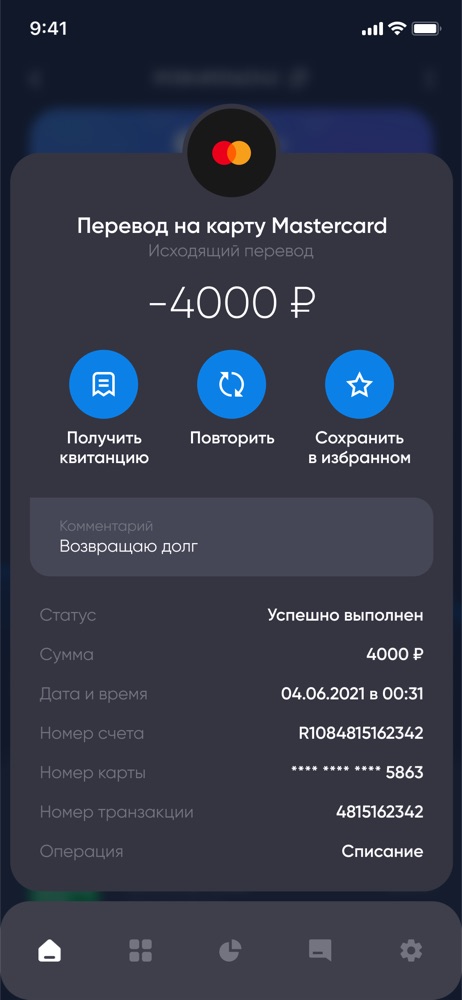 9:41
Перевод на карту Mastercard
Исходящий перевод
-4000 ₽
Получить
квитанцию
Повторить
Сохранить
в избранном
Комментарий
Возвращаю долг
Статус Успешно выполнен
Сумма 4000 ₽
Дата и время 04.06.2021 в 00:31
Номер счета R1084815162342
Номер карты **** **** **** 5863
Номер транзакции 4815162342
Операция Списание